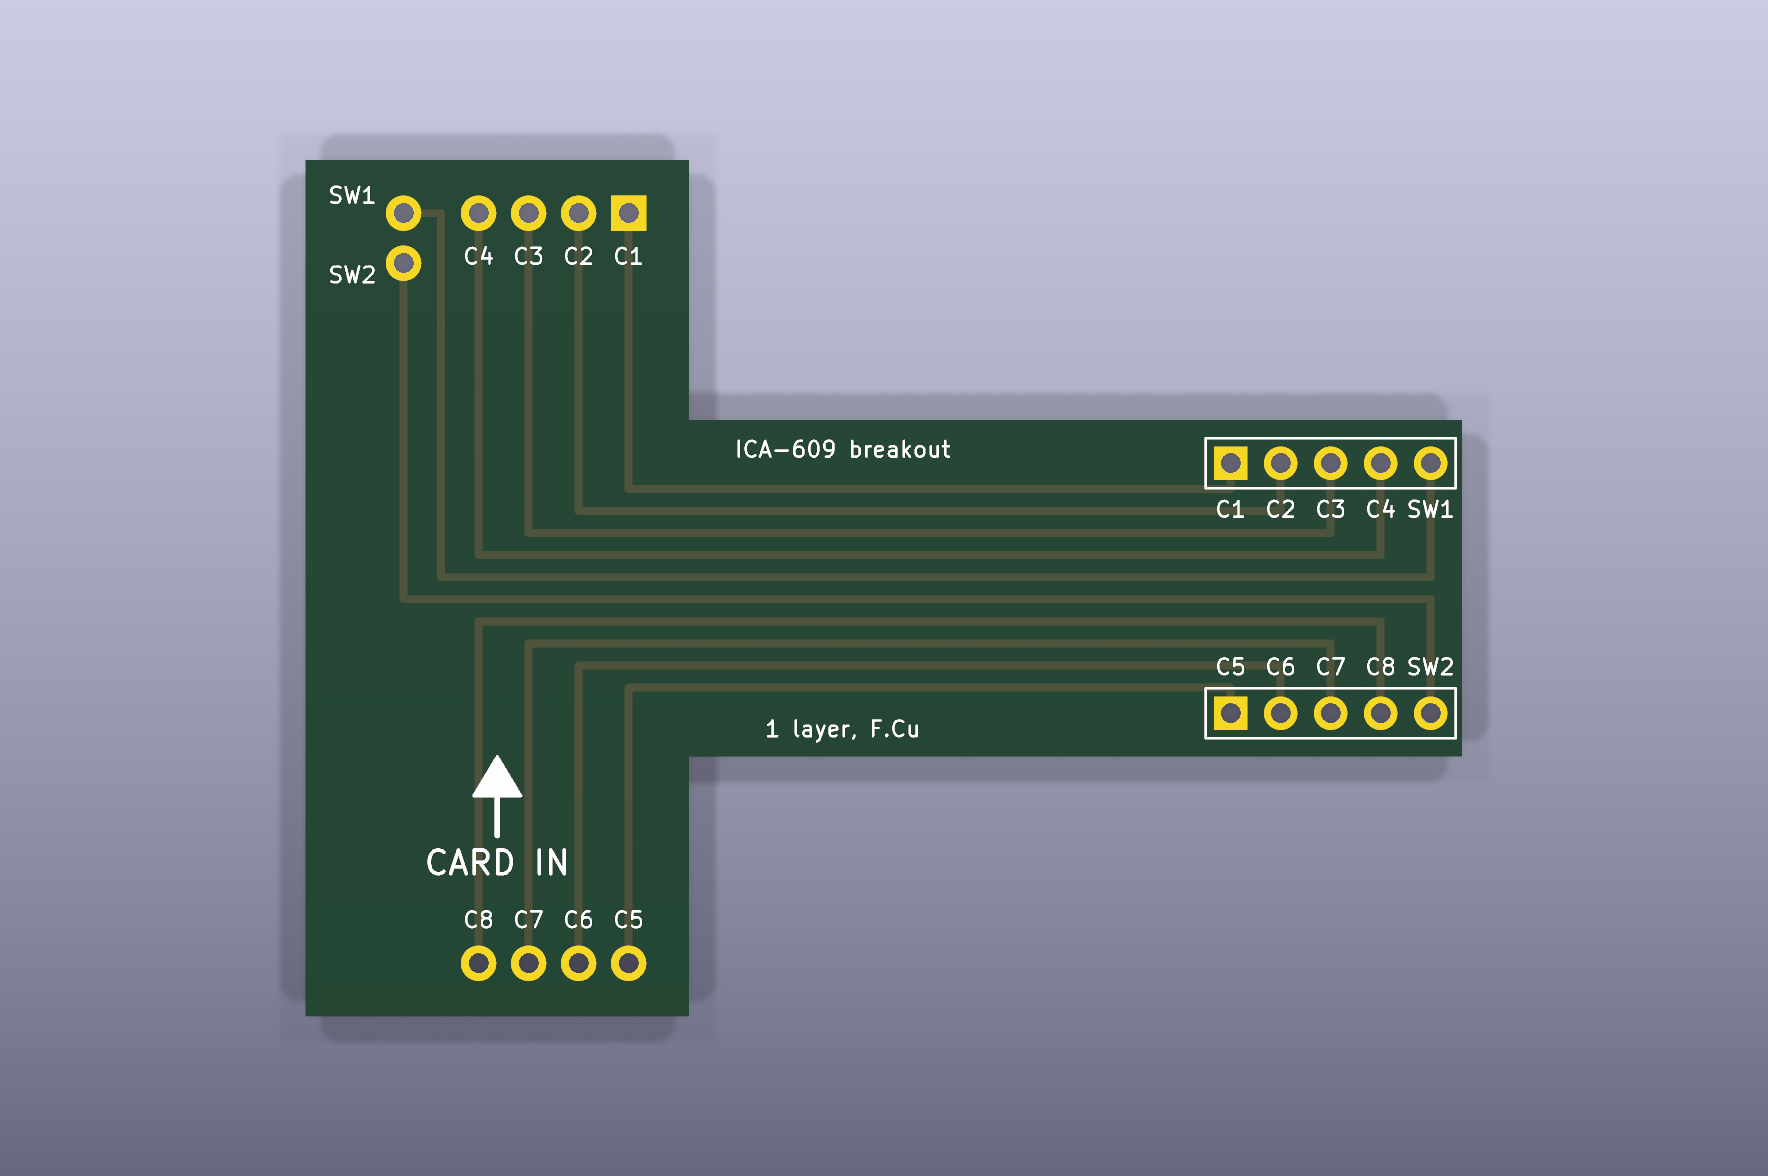 SW1
SW2
C4 C3 C2 C1
ICA-609 breakout
C1 C2 C3 C4 SW1
C5 C6 C7 C8 SW2
1 layer, F.Cu
CARD IN
C8 C7 C6 C5